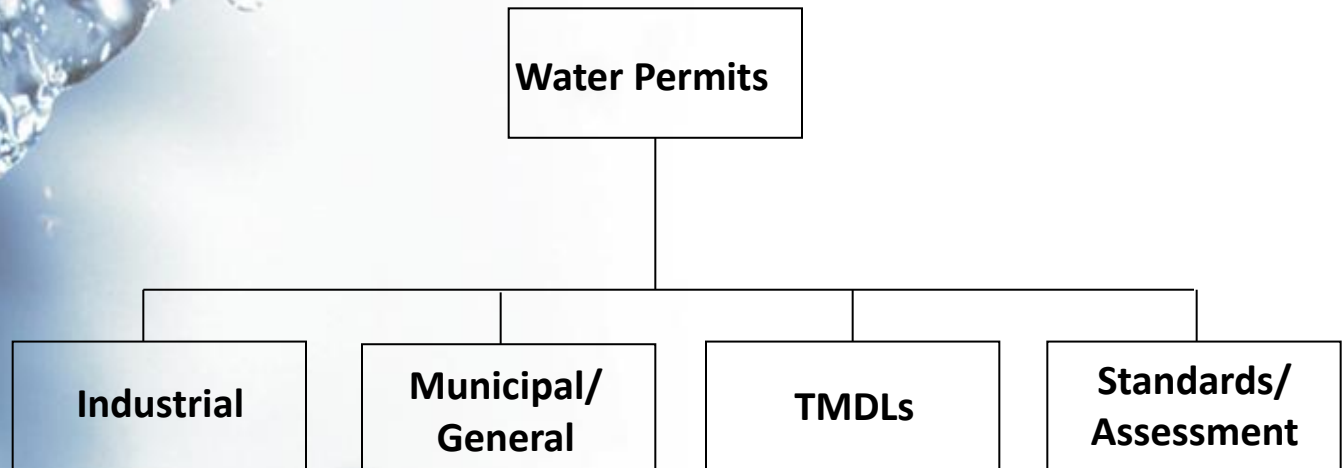 Water Permits
Industrial
Municipal/
General
TMDLs
Standards/
Assessment